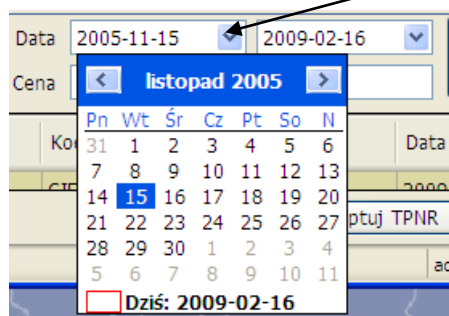 Data 2005-11-15 2009-02-16
Cena
listopad 2005
Pn Wt Śr Cz Pt So N
31 1 2 3 4 5 6
7 8 9 10 11 12 13
14 15 16 17 18 19 20
21 22 23 24 25 26 27
28 29 30 1 2 3 4
5 6 7 8 9 10 11
Dziś: 2009-02-16
Data
ptuj TPNR